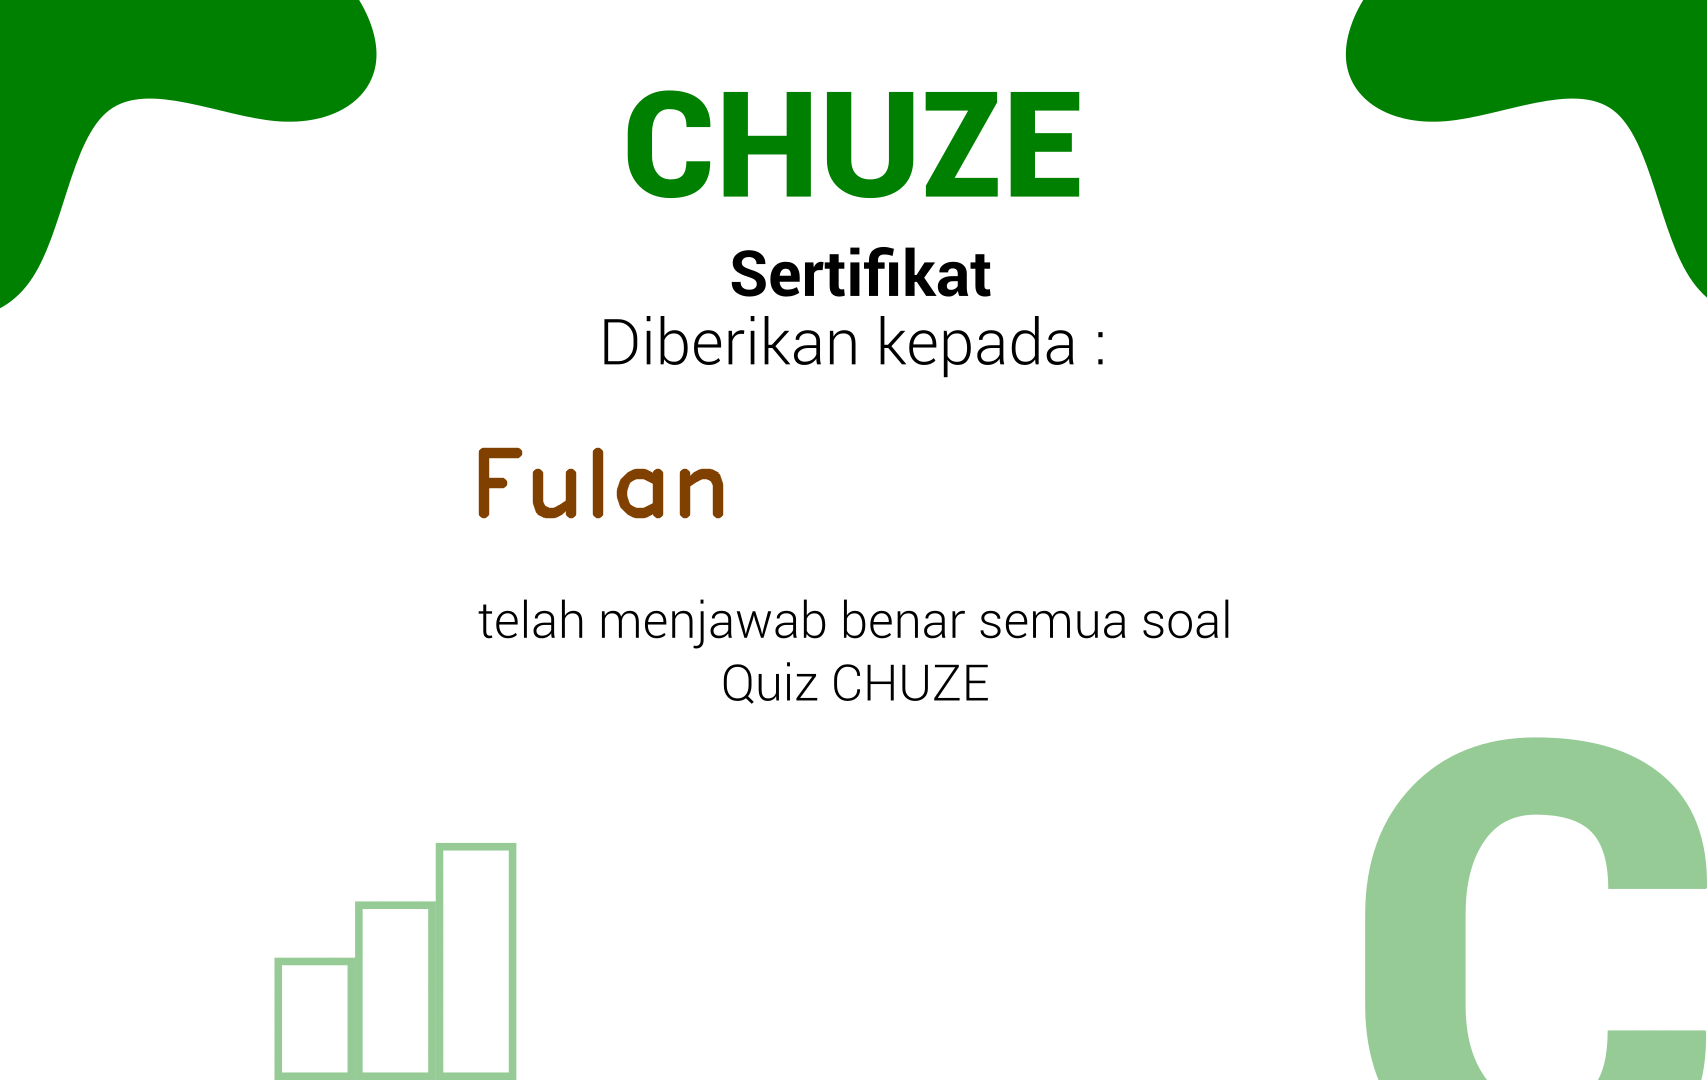 CHUZE
Sertifikat
Diberikan kepada :
Fulan
telah menjawab benar semua soal
Quiz CHUZE
C